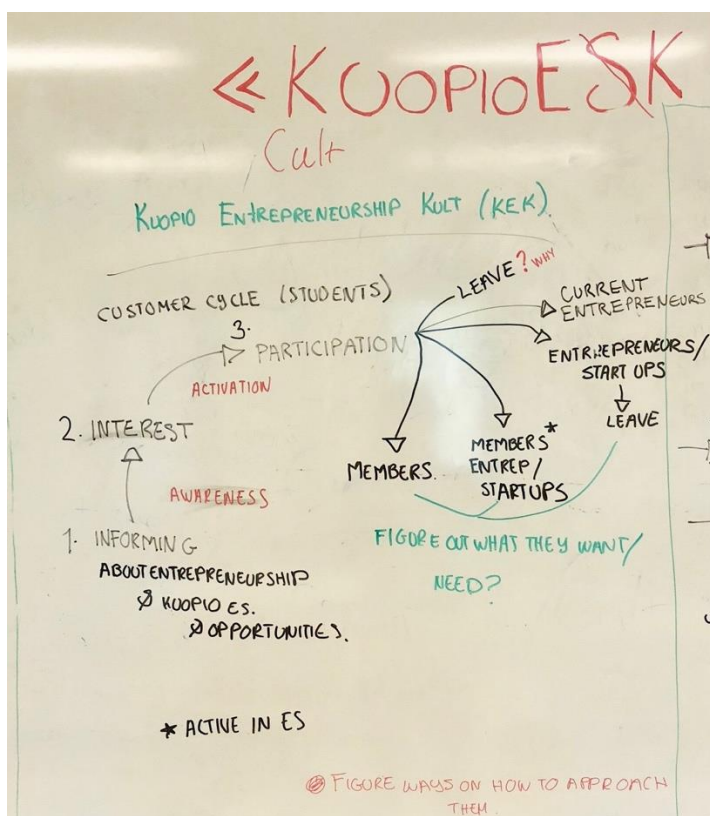 « KUOPIOESK
Cult
KUOPIO ENTREPRENEURSHIP KULT (KEK).
CUSTOMER CYCLE (STUDENTS)
LEAVE? WHY
CURRENT
ENTREPRENEURS
3.
PARTICIPATION
ENTREPRENEURS/
START UPS
ACTIVATION
LEAVE
2. INTEREST
MEMBERS.
MEMBERS*
ENTREP/
STARTUPS
AWARENESS
1. INFORMING
ABOUT ENTREPRENEURSHIP
& KUOPIO ES.
& OPPORTUNITIES.
FIGURE OUT WHAT THEY WANT/
NEED?
* ACTIVE IN ES
FIGURE WAYS ON HOW TO APPROACH
THEM.